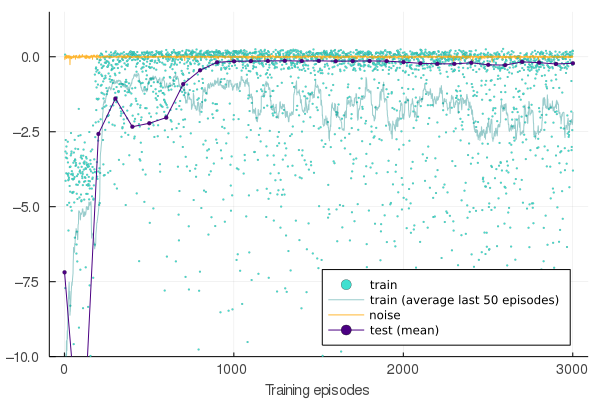 0.0
−2.5
−5.0
−7.5
−10.0
0
1000
2000
3000
Training episodes
train
train (average last 50 episodes)
noise
test (mean)